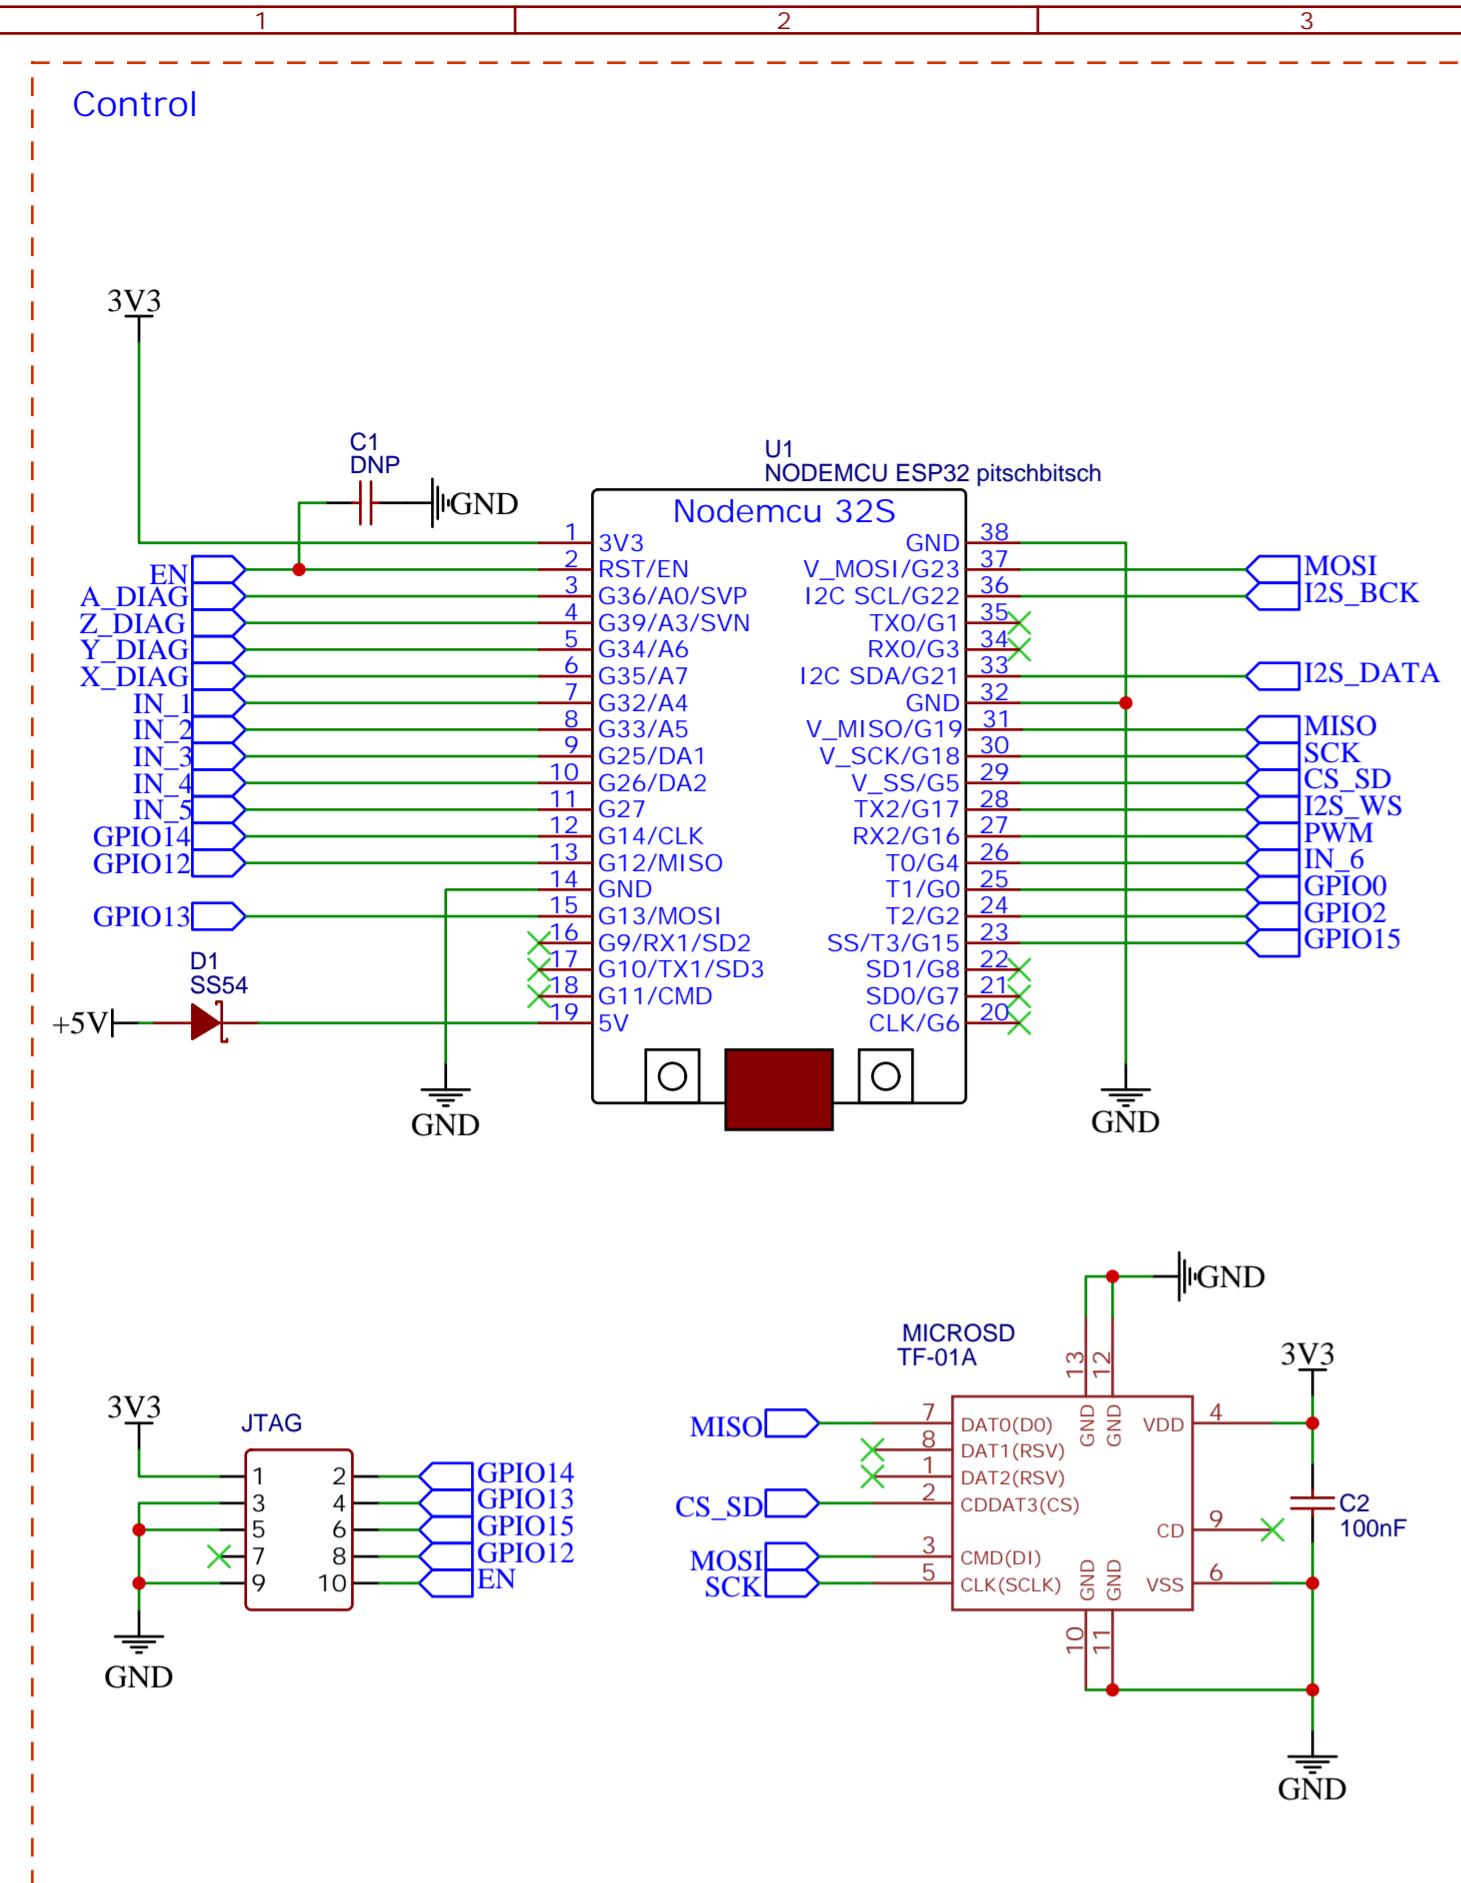 1 2 3
Control
3V3
C1
DNP
GND
U1
NODEMCU ESP32 pitschbitsch
Nodemcu 32S
EN 2 RST/EN
1 3V3
A_DIAG 3 G36/A0/SVP
Z_DIAG 4 G39/A3/SVN
Y_DIAG 5 G34/A6
X_DIAG 6 G35/A7
IN_1 7 G32/A4
IN_2 8 G33/A5
IN_3 9 G25/DA1
IN_4 10 G26/DA2
IN_5 11 G27
GPIO14 12 G14/CLK
GPIO12 13 G12/MISO
14 GND
GPIO13 15 G13/MOSI
16 G9/RX1/SD2
17 G10/TX1/SD3
18 G11/CMD
19 5V
D1
SS54
+5V
GND
GND 38
V_MOSI/G23 37 MOSI
I2C SCL/G22 36 I2S_BCK
TX0/G1 35
RX0/G3 34
I2C SDA/G21 33 I2S_DATA
GND 32
V_MISO/G19 31 MISO
V_SCK/G18 30 SCK
V_SS/G5 29 CS_SD
TX2/G17 28 I2S_WS
RX2/G16 27 PWM
T0/G4 26 IN_6
T1/G0 25 GPIO0
T2/G2 24 GPIO2
SS/T3/G15 23 GPIO15
SD1/G8 22
SD0/G7 21
CLK/G6 20
GND
3V3
JTAG
1 2 GPIO14
3 4 GPIO13
5 6 GPIO15
7 8 GPIO12
9 10 EN
GND
MICROSD
TF-01A
GND
13 12
GND GND
3V3
MISO 7 DAT0(D0)
8 DAT1(RSV)
1 DAT2(RSV)
CS_SD 2 CDDAT3(CS)
MOSI 3 CMD(DI)
SCK 5 CLK(SCLK)
VDD 4
CD 9
VSS 6
C2
100nF
GND GND
10 11
GND